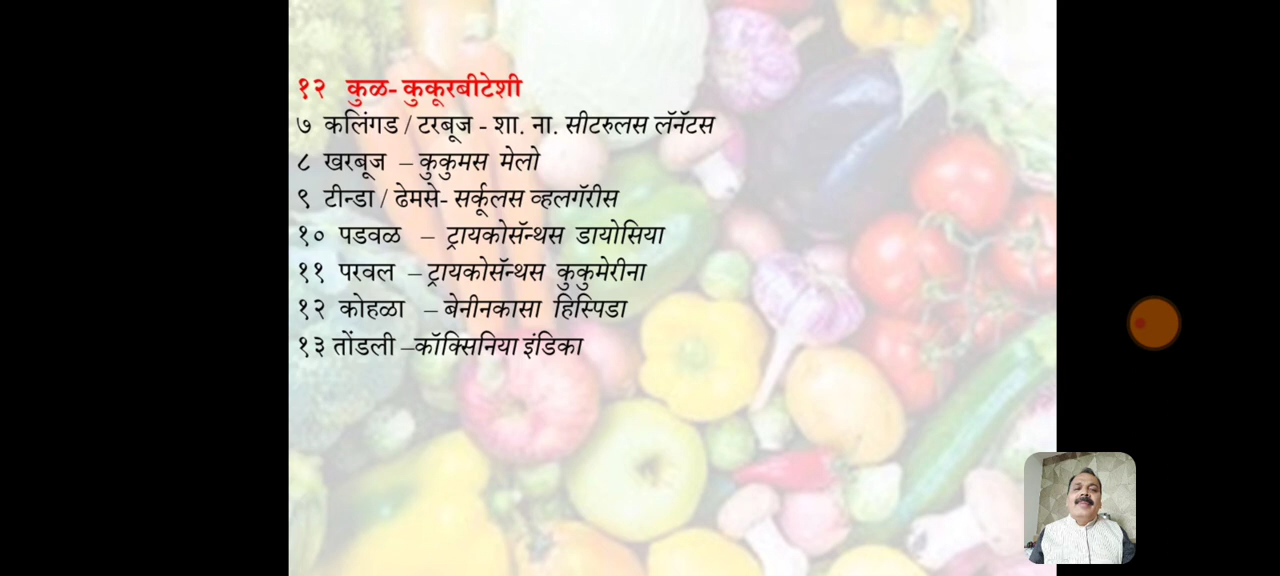 १२ कुळ- कुकूरबीटेशी
७ कलिंगड / टरबूज - शा. ना. सीटरुलस लॅनॅटस
८ खरबूज – कुकुमस मेलो
९ टीन्डा / ढेमसे- सर्कूलस व्हलगॅरीस
१० पडवळ – ट्रायकोसॅन्थस डायोसिया
११ परवल – ट्रायकोसॅन्थस कुकुमेरीना
१२ कोहळा – बेनीनकासा हिस्पिडा
१३ तोंडली –कॉक्सिनिया इंडिका